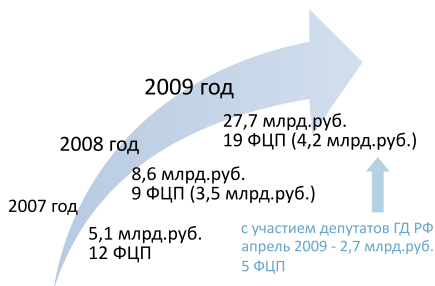 2009 год
27,7 млрд.руб.
19 ФЦП (4,2 млрд.руб.)
2008 год
8,6 млрд.руб.
9 ФЦП (3,5 млрд.руб.)
2007 год
5,1 млрд.руб.
12 ФЦП
с участием депутатов ГД РФ
апрель 2009 - 2,7 млрд.руб.
5 ФЦП